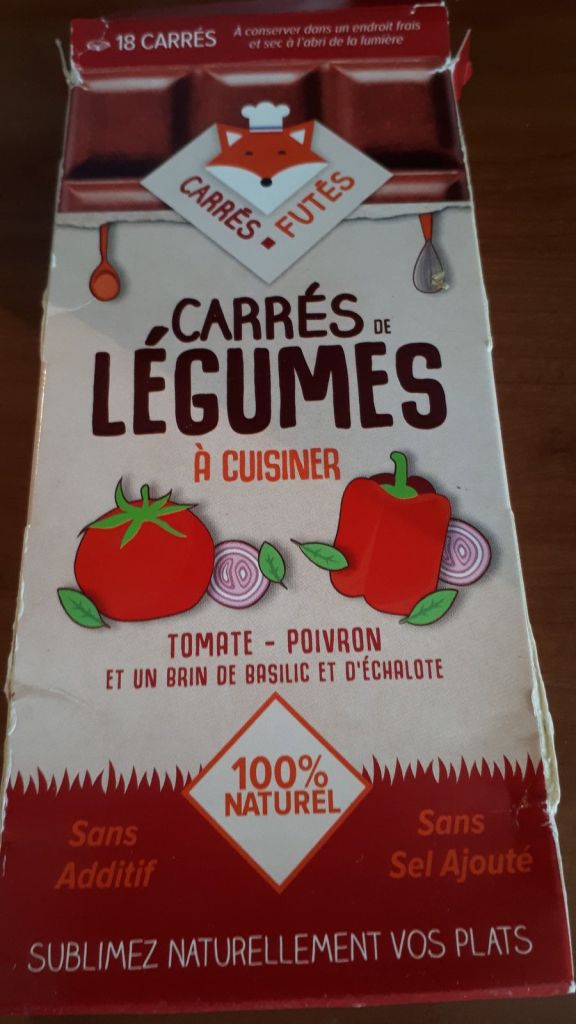 18 CARRÉS
À conserver dans un endroit frais
et sec à l'abri de la lumière
CARRÉS ▪ FUTÉS
CARRÉS DE
LÉGUMES
À CUISINER
TOMATE - POIVRON
ET UN BRIN DE BASILIC ET D'ÉCHALOTE
100%
NATUREL
Sans
Additif
Sans
Sel Ajouté
SUBLIMEZ NATURELLEMENT VOS PLATS